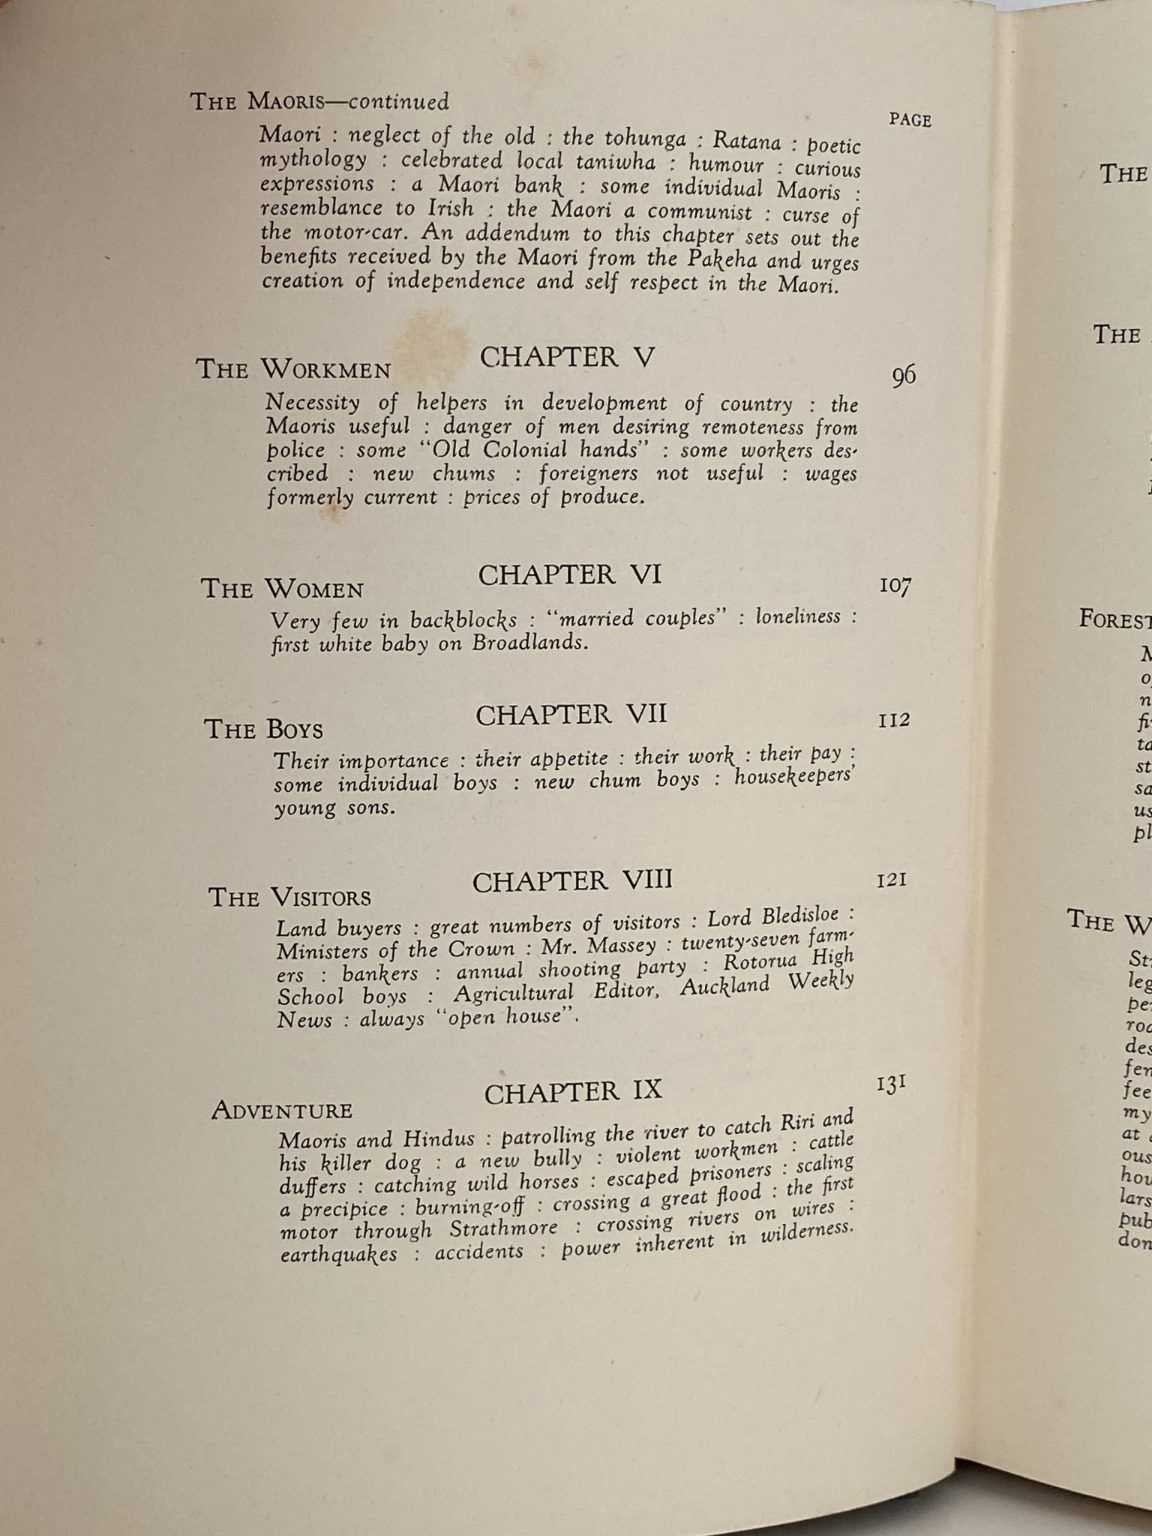 THE MAORIS—continued
PAGE
Maori : neglect of the old : the tohunga : Ratana : poetic
mythology : celebrated local taniwha : humour : curious
expressions : a Maori bank : some individual Maoris :
resemblance to Irish : the Maori a communist : curse of
the motor-car. An addendum to this chapter sets out the
benefits received by the Maori from the Pakeha and urges
creation of independence and self respect in the Maori.
CHAPTER V
THE WORKMEN 96
Necessity of helpers in development of country : the
Maoris useful : danger of men desiring remoteness from
police : some "Old Colonial hands" : some workers des-
cribed : new chums : foreigners not useful : wages
formerly current : prices of produce.
CHAPTER VI
THE WOMEN 107
Very few in backblocks : "married couples" : loneliness :
first white baby on Broadlands.
CHAPTER VII
THE BOYS 112
Their importance : their appetite : their work : their pay :
some individual boys : new chum boys : housekeepers'
young sons.
CHAPTER VIII
THE VISITORS 121
Land buyers : great numbers of visitors : Lord Bledisloe :
Ministers of the Crown : Mr. Massey : twenty-seven farm-
ers : bankers : annual shooting party : Rotorua High
School boys : Agricultural Editor, Auckland Weekly
News : always "open house".
CHAPTER IX
ADVENTURE 131
Maoris and Hindus : patrolling the river to catch Riri and
his killer dog : a new bully : violent workmen : cattle
duffers : catching wild horses : escaped prisoners : scaling
a precipice : burning-off : crossing a great flood : the first
motor through Strathmore : crossing rivers on wires :
earthquakes : accidents : power inherent in wilderness.
THE
THE
FOREST
THE W